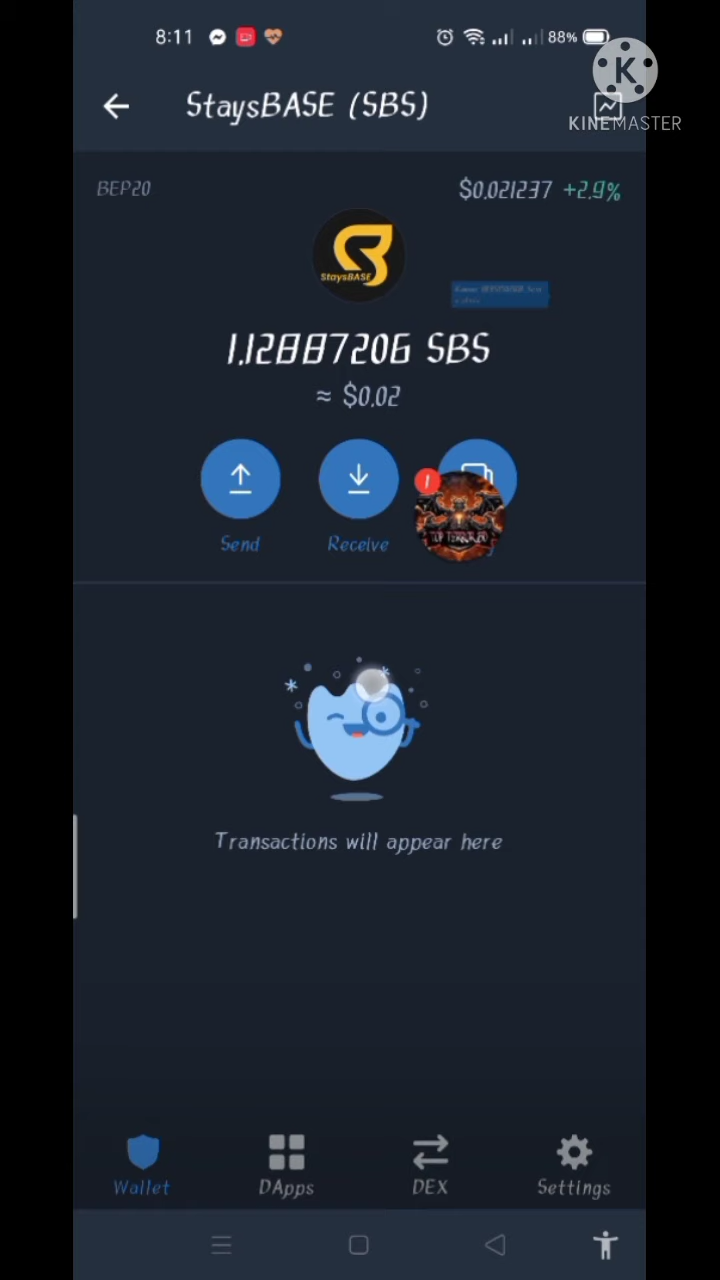 8:11
88%
KINEMASTER
StaysBASE (SBS)
BEP20
$0.021237 +2.9%
StaysBASE
1.12887206 SBS
≈ $0.02
1
Send
Receive
Transactions will appear here
Wallet
DApps
DEX
Settings